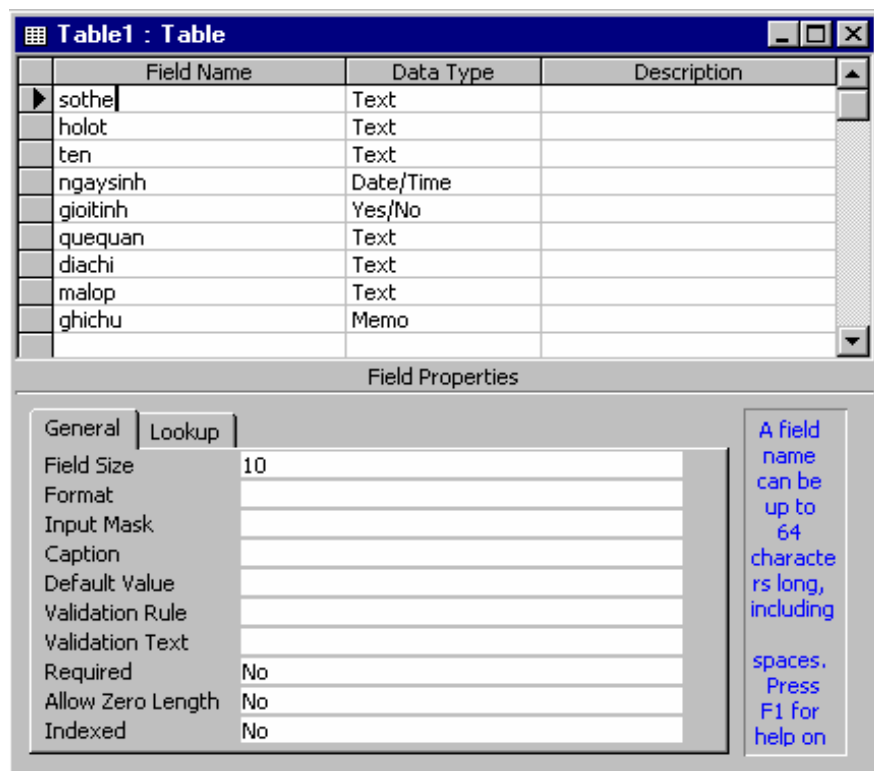 Table1 : Table
Field Name Data Type Description
sothe Text
holot Text
ten Text
ngaysinh Date/Time
gioitinh Yes/No
quequan Text
diachi Text
malop Text
ghichu Memo
Field Properties
General Lookup
Field Size 10
Format
Input Mask
Caption
Default Value
Validation Rule
Validation Text
Required No
Allow Zero Length No
Indexed No
A field
name
can be
up to
64
characte
rs long,
including
spaces.
Press
F1 for
help on